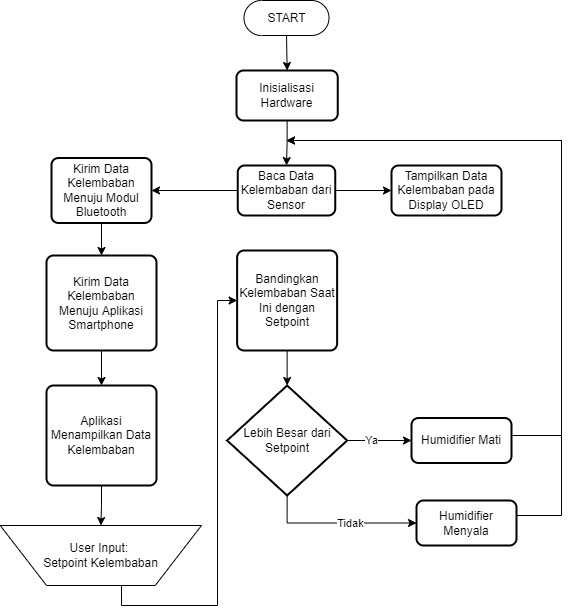 START
Inisialisasi
Hardware
Kirim Data
Kelembaban
Menuju Modul
Bluetooth
Baca Data
Kelembaban dari
Sensor
Tampilkan Data
Kelembaban pada
Display OLED
Kirim Data
Kelembaban
Menuju Aplikasi
Smartphone
Bandingkan
Kelembaban Saat
Ini dengan
Setpoint
Aplikasi
Menampilkan Data
Kelembaban
Lebih Besar dari
Setpoint
Ya
Humidifier Mati
Tidak
Humidifier
Menyala
User Input:
Setpoint Kelembaban